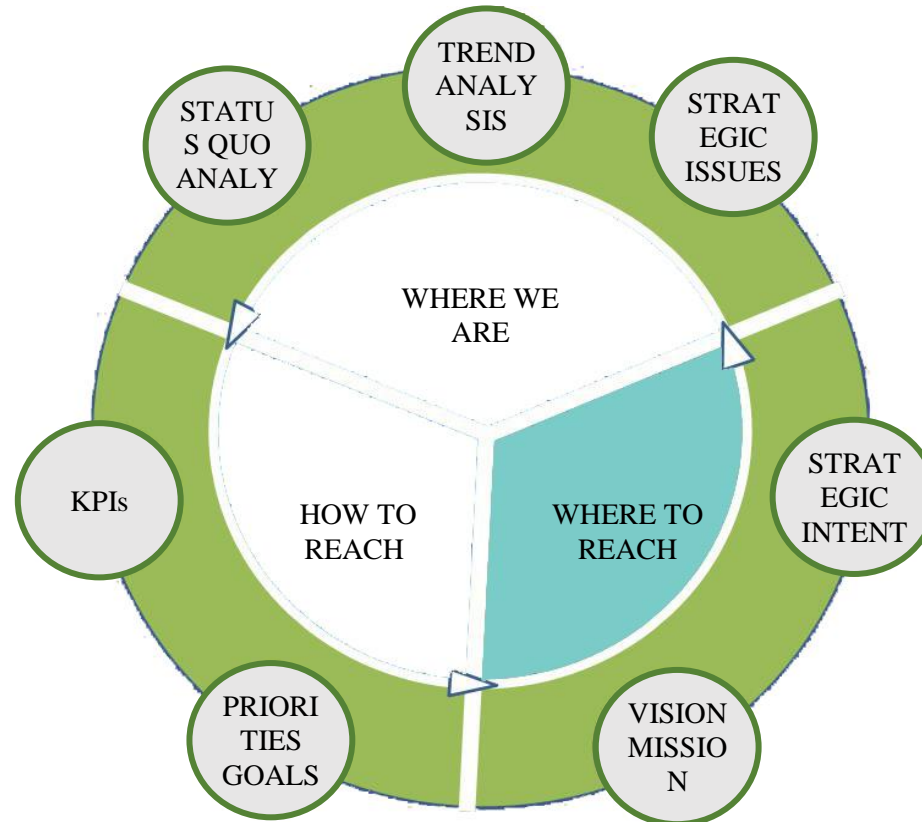 TREND
ANALY
SIS
STATU
S QUO
ANALY
STRAT
EGIC
ISSUES
WHERE WE
ARE
KPIs
HOW TO
REACH
WHERE TO
REACH
STRAT
EGIC
INTENT
PRIORI
TIES
GOALS
VISION
MISSIO
N